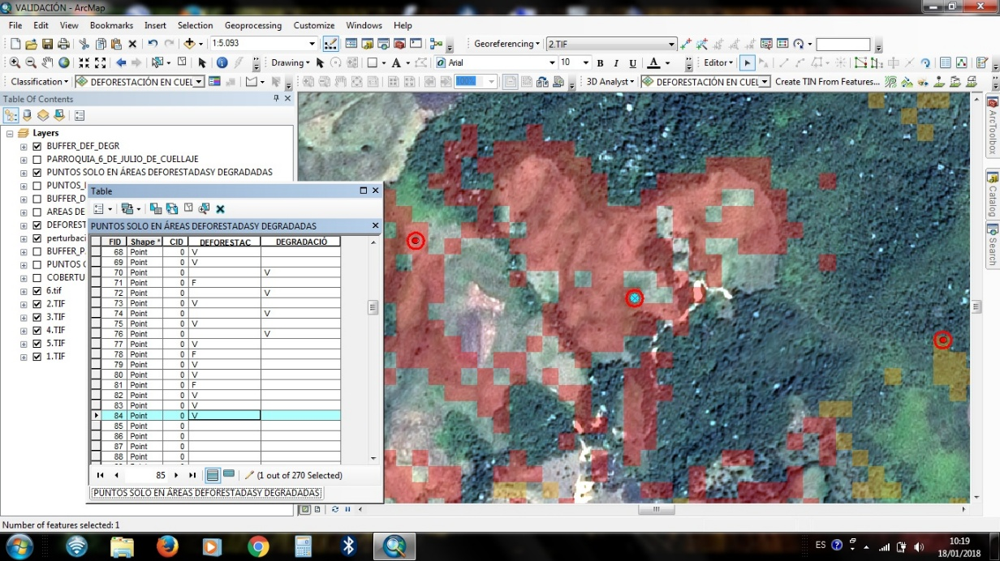 VALIDACIÓN - ArcMap
File Edit View Bookmarks Insert Selection Geoprocessing Customize Windows Help
1:5.093 Georeferencing 2.TIF
Drawing A Arial 10 B I U A Editor
Classification DEFORESTACIÓN EN CUEL 100% 3D Analyst DEFORESTACIÓN EN CUEL Create TIN From Features...
Table Of Contents
Layers
BUFFER_DEF_DEGR
PARROQUIA_6_DE_JULIO_DE_CUELLAJE
PUNTOS SOLO EN ÁREAS DEFORESTADASY DEGRADADAS
PUNTOS_I
BUFFER_D
AREAS DE
DEFOREST
perturbaci
BUFFER_P
PUNTOS
COBERTU
6.tif
2.TIF
3.TIF
4.TIF
5.TIF
1.TIF
Table
PUNTOS SOLO EN ÁREAS DEFORESTADASY DEGRADADAS
FID Shape * CID DEFORESTAC DEGRADACIÓ
68 Point 0 V
69 Point 0 V
70 Point 0 V
71 Point 0 F
72 Point 0 V
73 Point 0 V
74 Point 0 V
75 Point 0 V
76 Point 0 V
77 Point 0 V
78 Point 0 F
79 Point 0 V
80 Point 0 V
81 Point 0 F
82 Point 0 V
83 Point 0 V
84 Point 0 V
85 Point 0
86 Point 0
87 Point 0
88 Point 0
85 (1 out of 270 Selected)
PUNTOS SOLO EN ÁREAS DEFORESTADASY DEGRADADAS
ArcToolbox
Catalog
Search
Number of features selected: 1
ES 10:19
18/01/2018